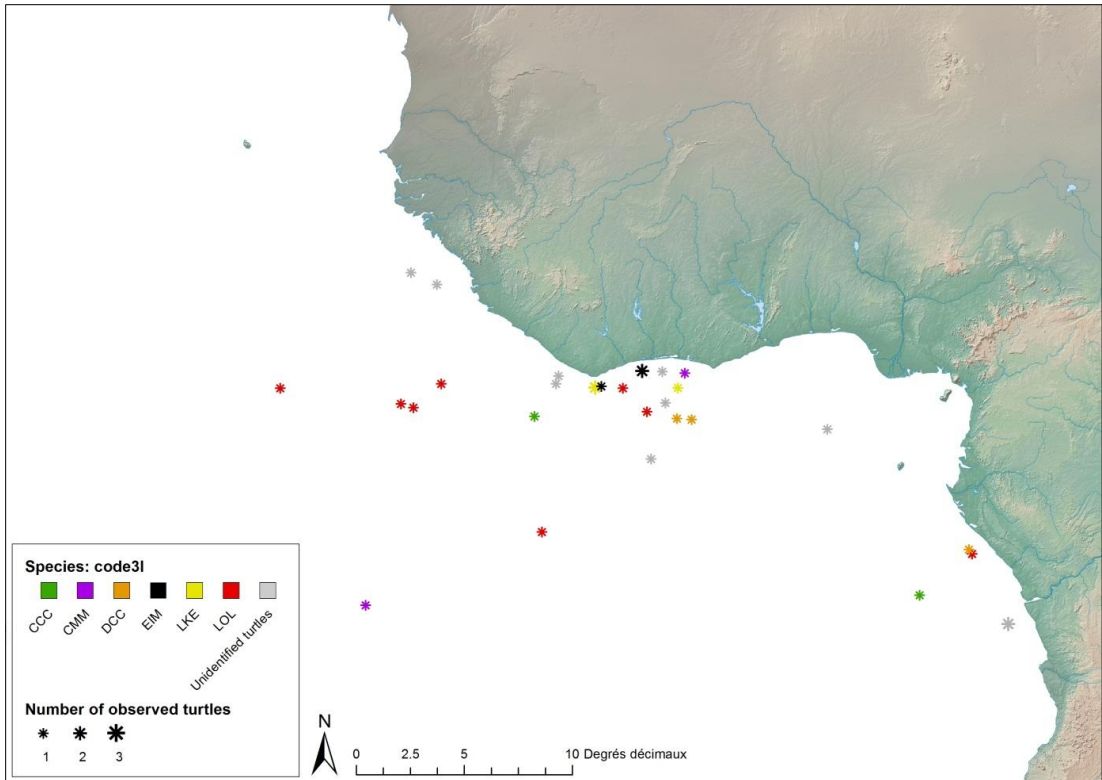 Species: code3l
CCC CMM DCC EIM LKE LOL Unidentified turtles
Number of observed turtles
1 2 3
N
0 2.5 5 10 Degrés décimaux